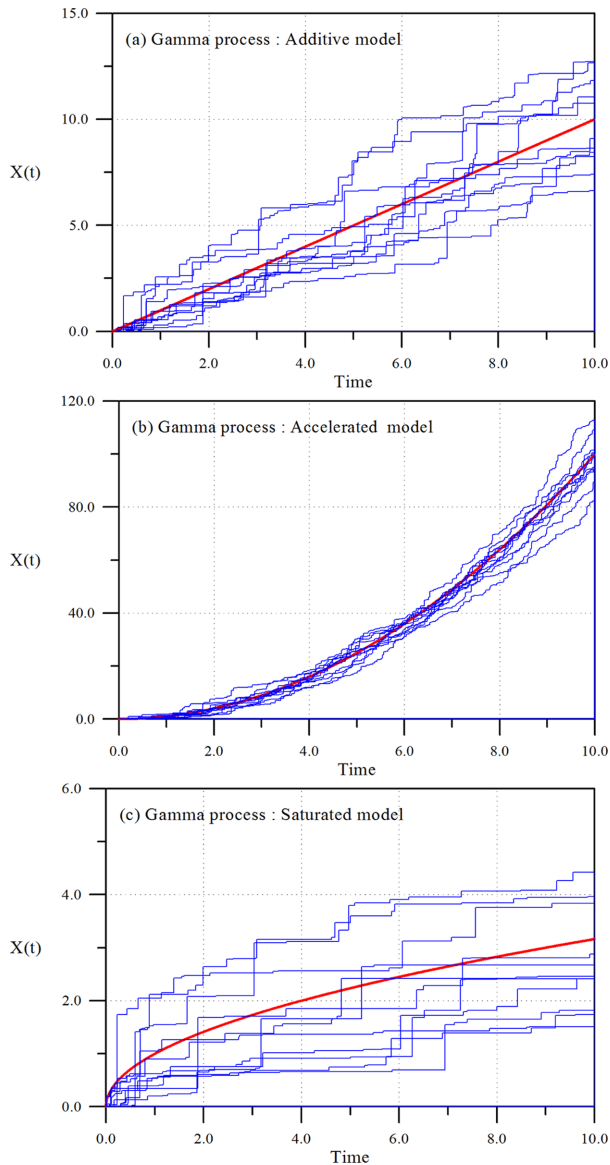 15.0
(a) Gamma process : Additive model
10.0
X(t)
5.0
0.0
0.0 2.0 4.0 6.0 8.0 10.0
Time
120.0
(b) Gamma process : Accelerated model
80.0
X(t)
40.0
0.0
0.0 2.0 4.0 6.0 8.0 10.0
Time
6.0
(c) Gamma process : Saturated model
4.0
X(t)
2.0
0.0
0.0 2.0 4.0 6.0 8.0 10.0
Time